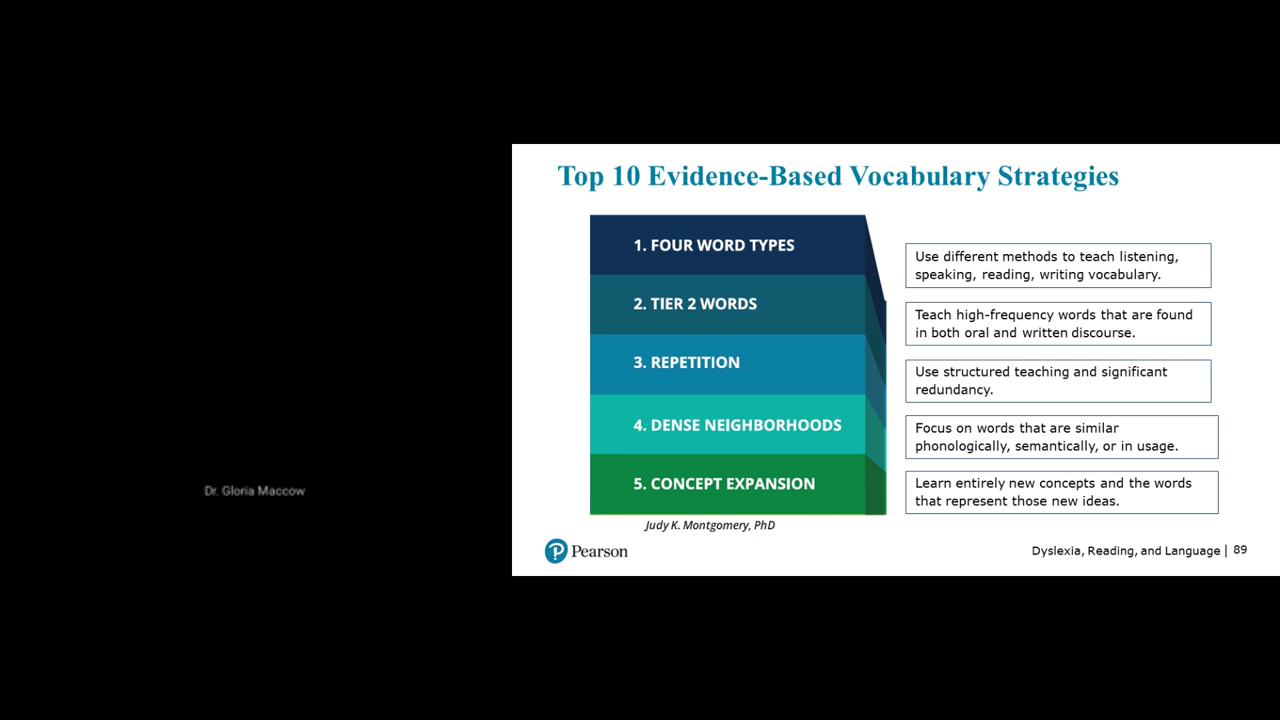 Top 10 Evidence-Based Vocabulary Strategies
1. FOUR WORD TYPES
Use different methods to teach listening,
speaking, reading, writing vocabulary.
2. TIER 2 WORDS
Teach high-frequency words that are found
in both oral and written discourse.
3. REPETITION
Use structured teaching and significant
redundancy.
4. DENSE NEIGHBORHOODS
Focus on words that are similar
phonologically, semantically, or in usage.
5. CONCEPT EXPANSION
Learn entirely new concepts and the words
that represent those new ideas.
Judy K. Montgomery, PhD
Pearson
Dyslexia, Reading, and Language | 89
Dr. Gloria Maccow